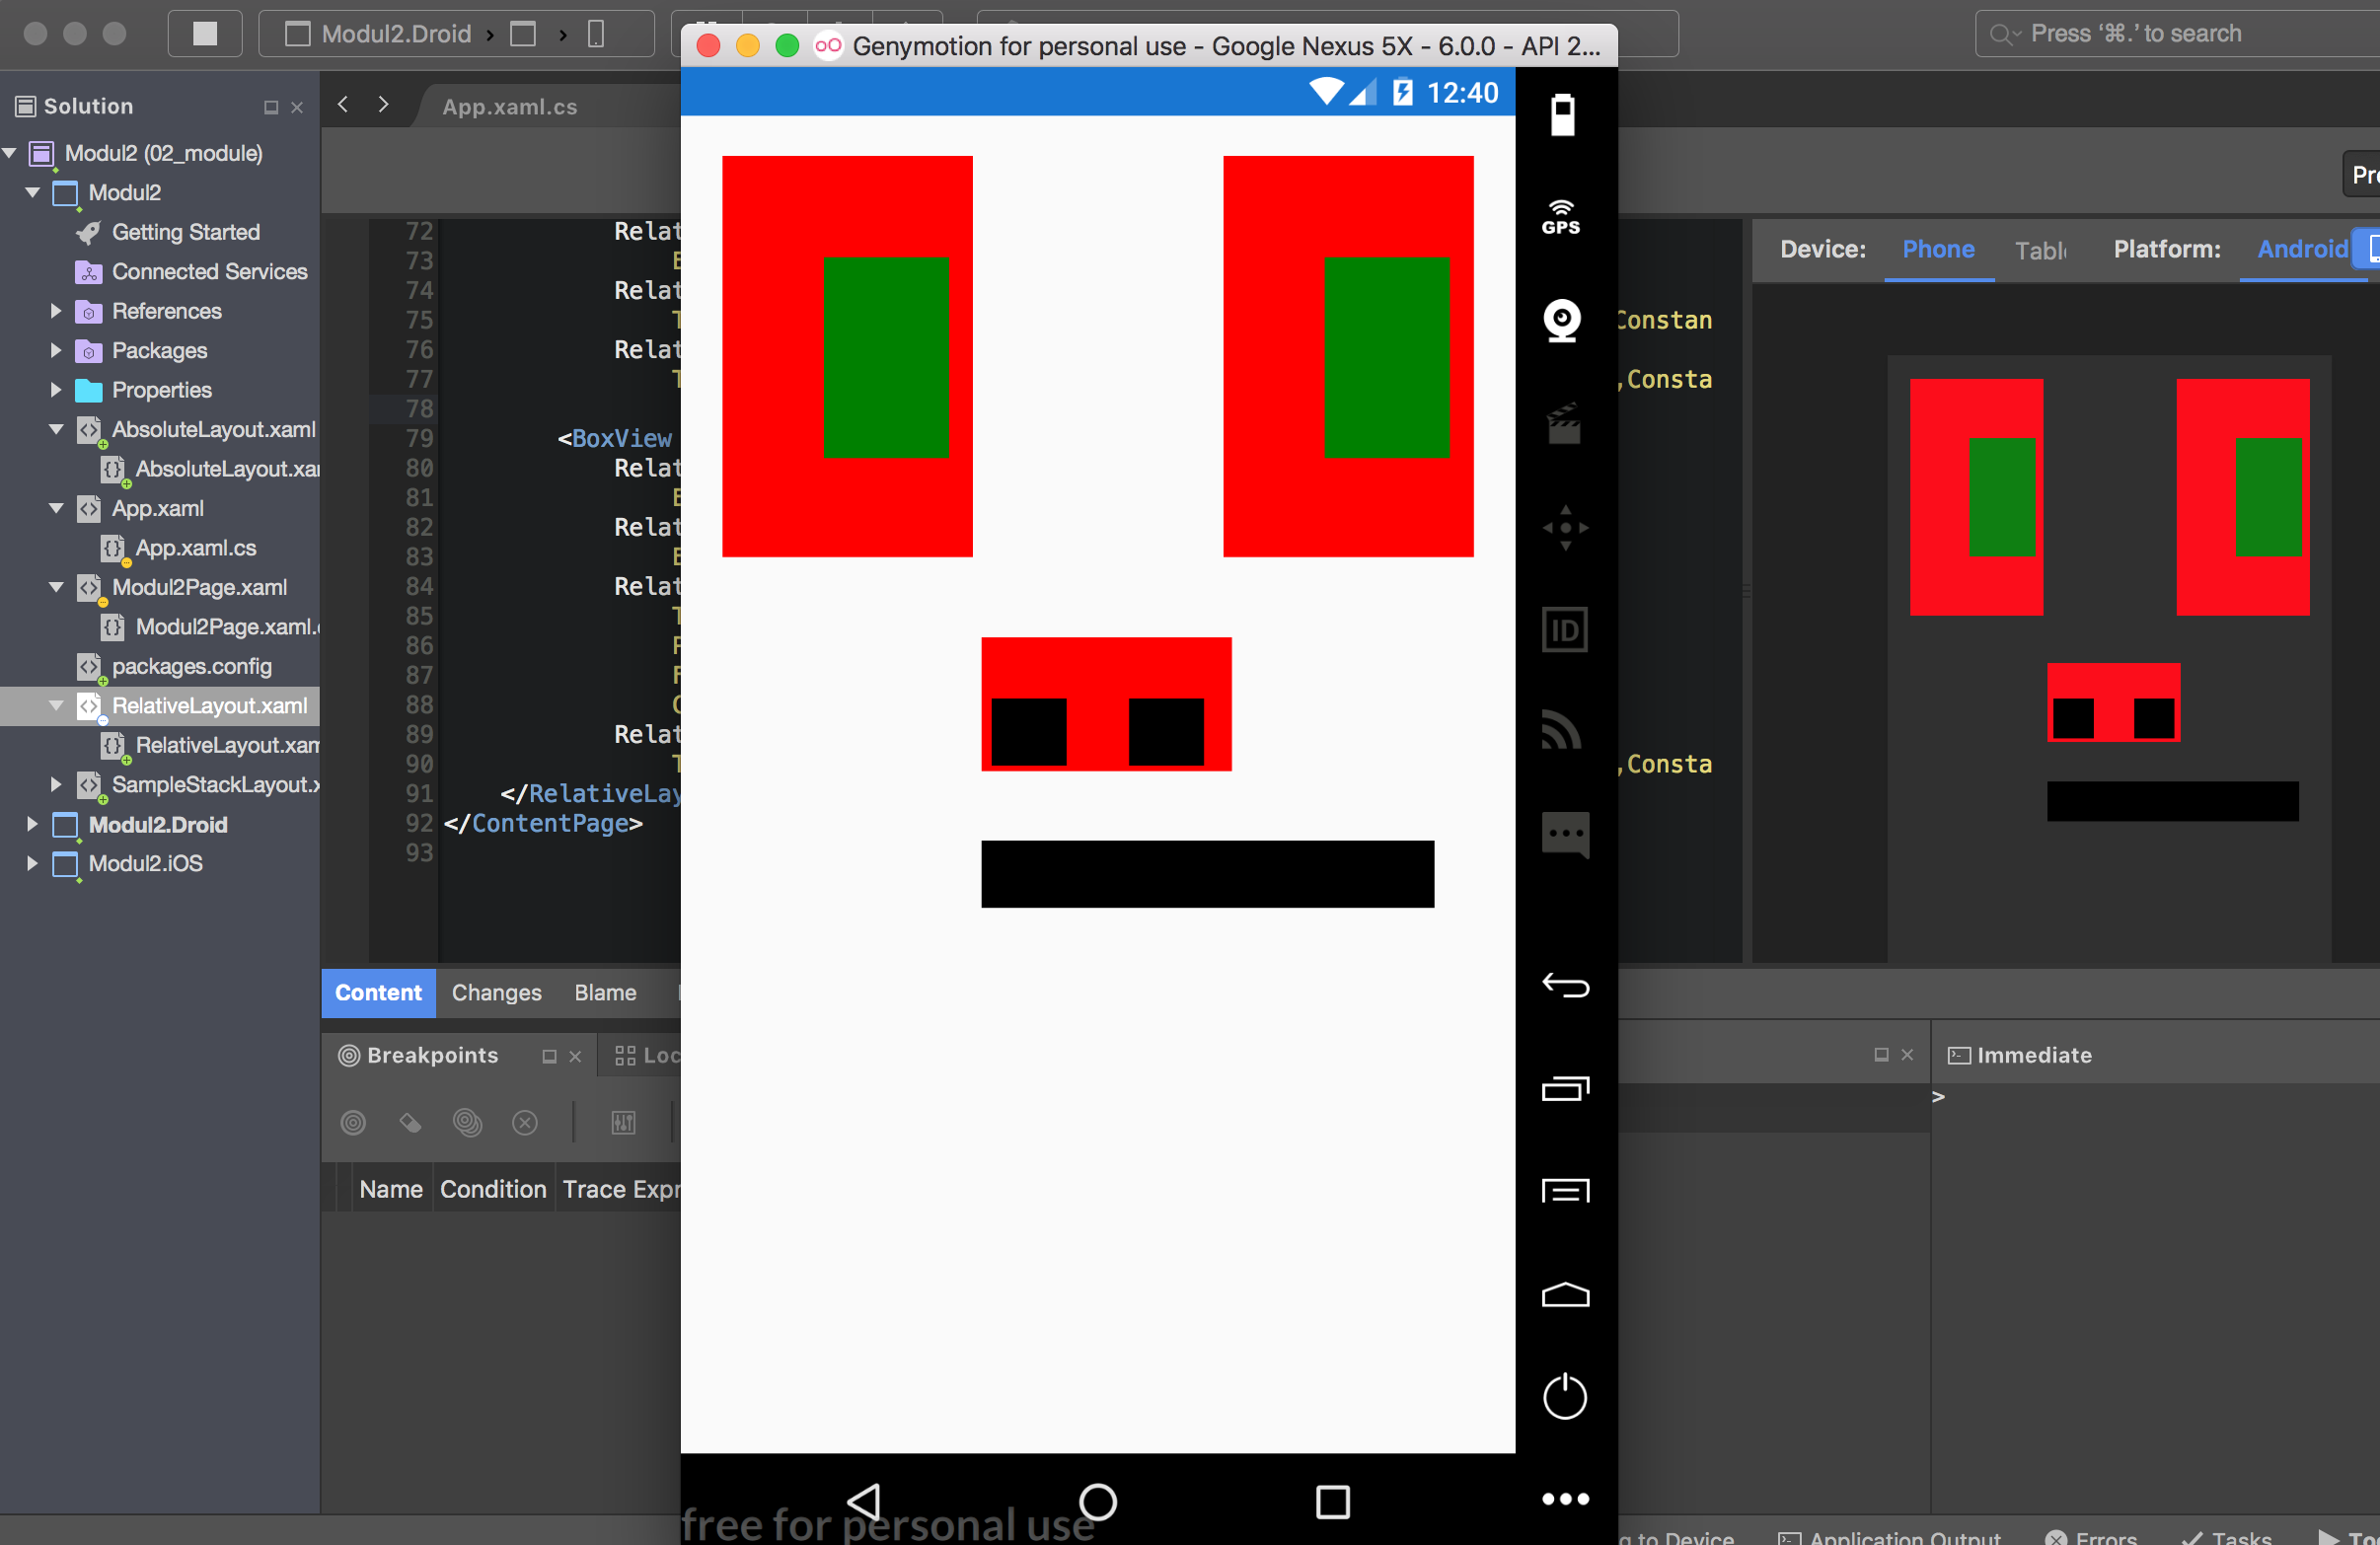 Modul2.Droid
Genymotion for personal use - Google Nexus 5X - 6.0.0 - API 2...
Press ‘⌘.’ to search
12:40
Solution
App.xaml.cs
Modul2 (02_module)
Modul2
Getting Started
Connected Services
References
Packages
Properties
AbsoluteLayout.xaml
AbsoluteLayout.xa
App.xaml
App.xaml.cs
Modul2Page.xaml
Modul2Page.xaml.
packages.config
RelativeLayout.xaml
RelativeLayout.xam
SampleStackLayout.x
Modul2.Droid
Modul2.iOS
72 Relat
73
74 Relat
75 T
76 Relat
77 T
78
79 <BoxView
80 Relat
81
82 Relat
83
84 Relat
85 T
86
87
88
89 Relat
90 T
91 </RelativeLay
92 </ContentPage>
93
Constan
,Consta
,Consta
GPS
ID
Device: Phone Tabl Platform: Android
Content Changes Blame
Breakpoints
Loc
Immediate
>
Name Condition Trace Expr
free for personal use
g to Device
Application Output
Errors
Tasks